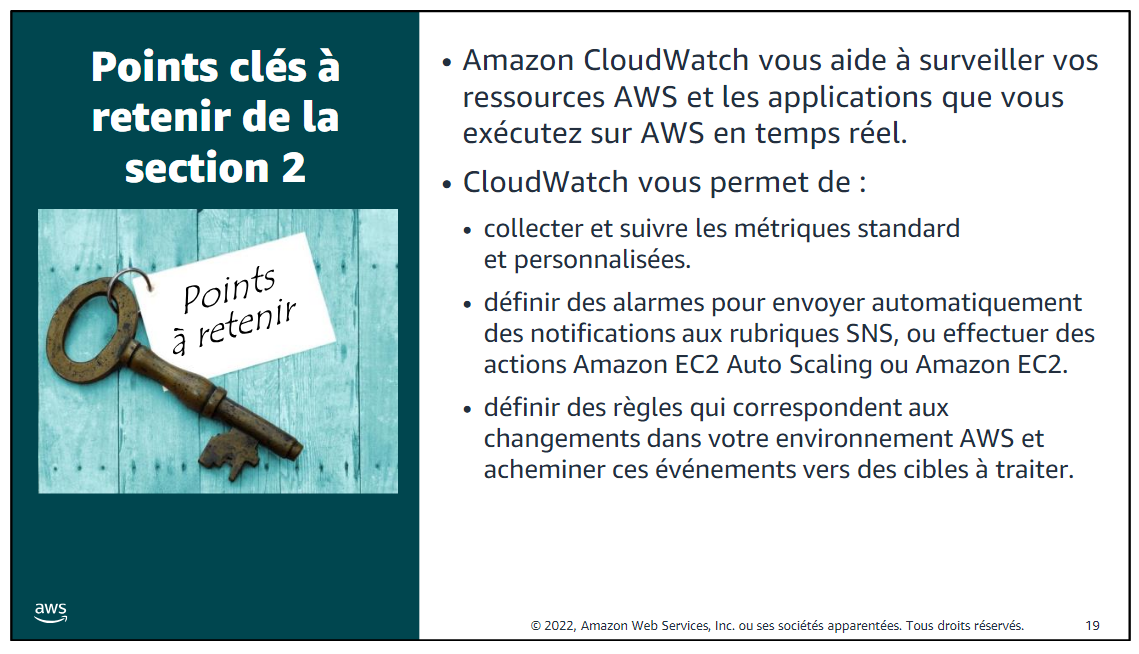 Points clés à
retenir de la
section 2
Points
à retenir
aws
• Amazon CloudWatch vous aide à surveiller vos
ressources AWS et les applications que vous
exécutez sur AWS en temps réel.
• CloudWatch vous permet de :
• collecter et suivre les métriques standard
et personnalisées.
• définir des alarmes pour envoyer automatiquement
des notifications aux rubriques SNS, ou effectuer des
actions Amazon EC2 Auto Scaling ou Amazon EC2.
• définir des règles qui correspondent aux
changements dans votre environnement AWS et
acheminer ces événements vers des cibles à traiter.
© 2022, Amazon Web Services, Inc. ou ses sociétés apparentées. Tous droits réservés.
19